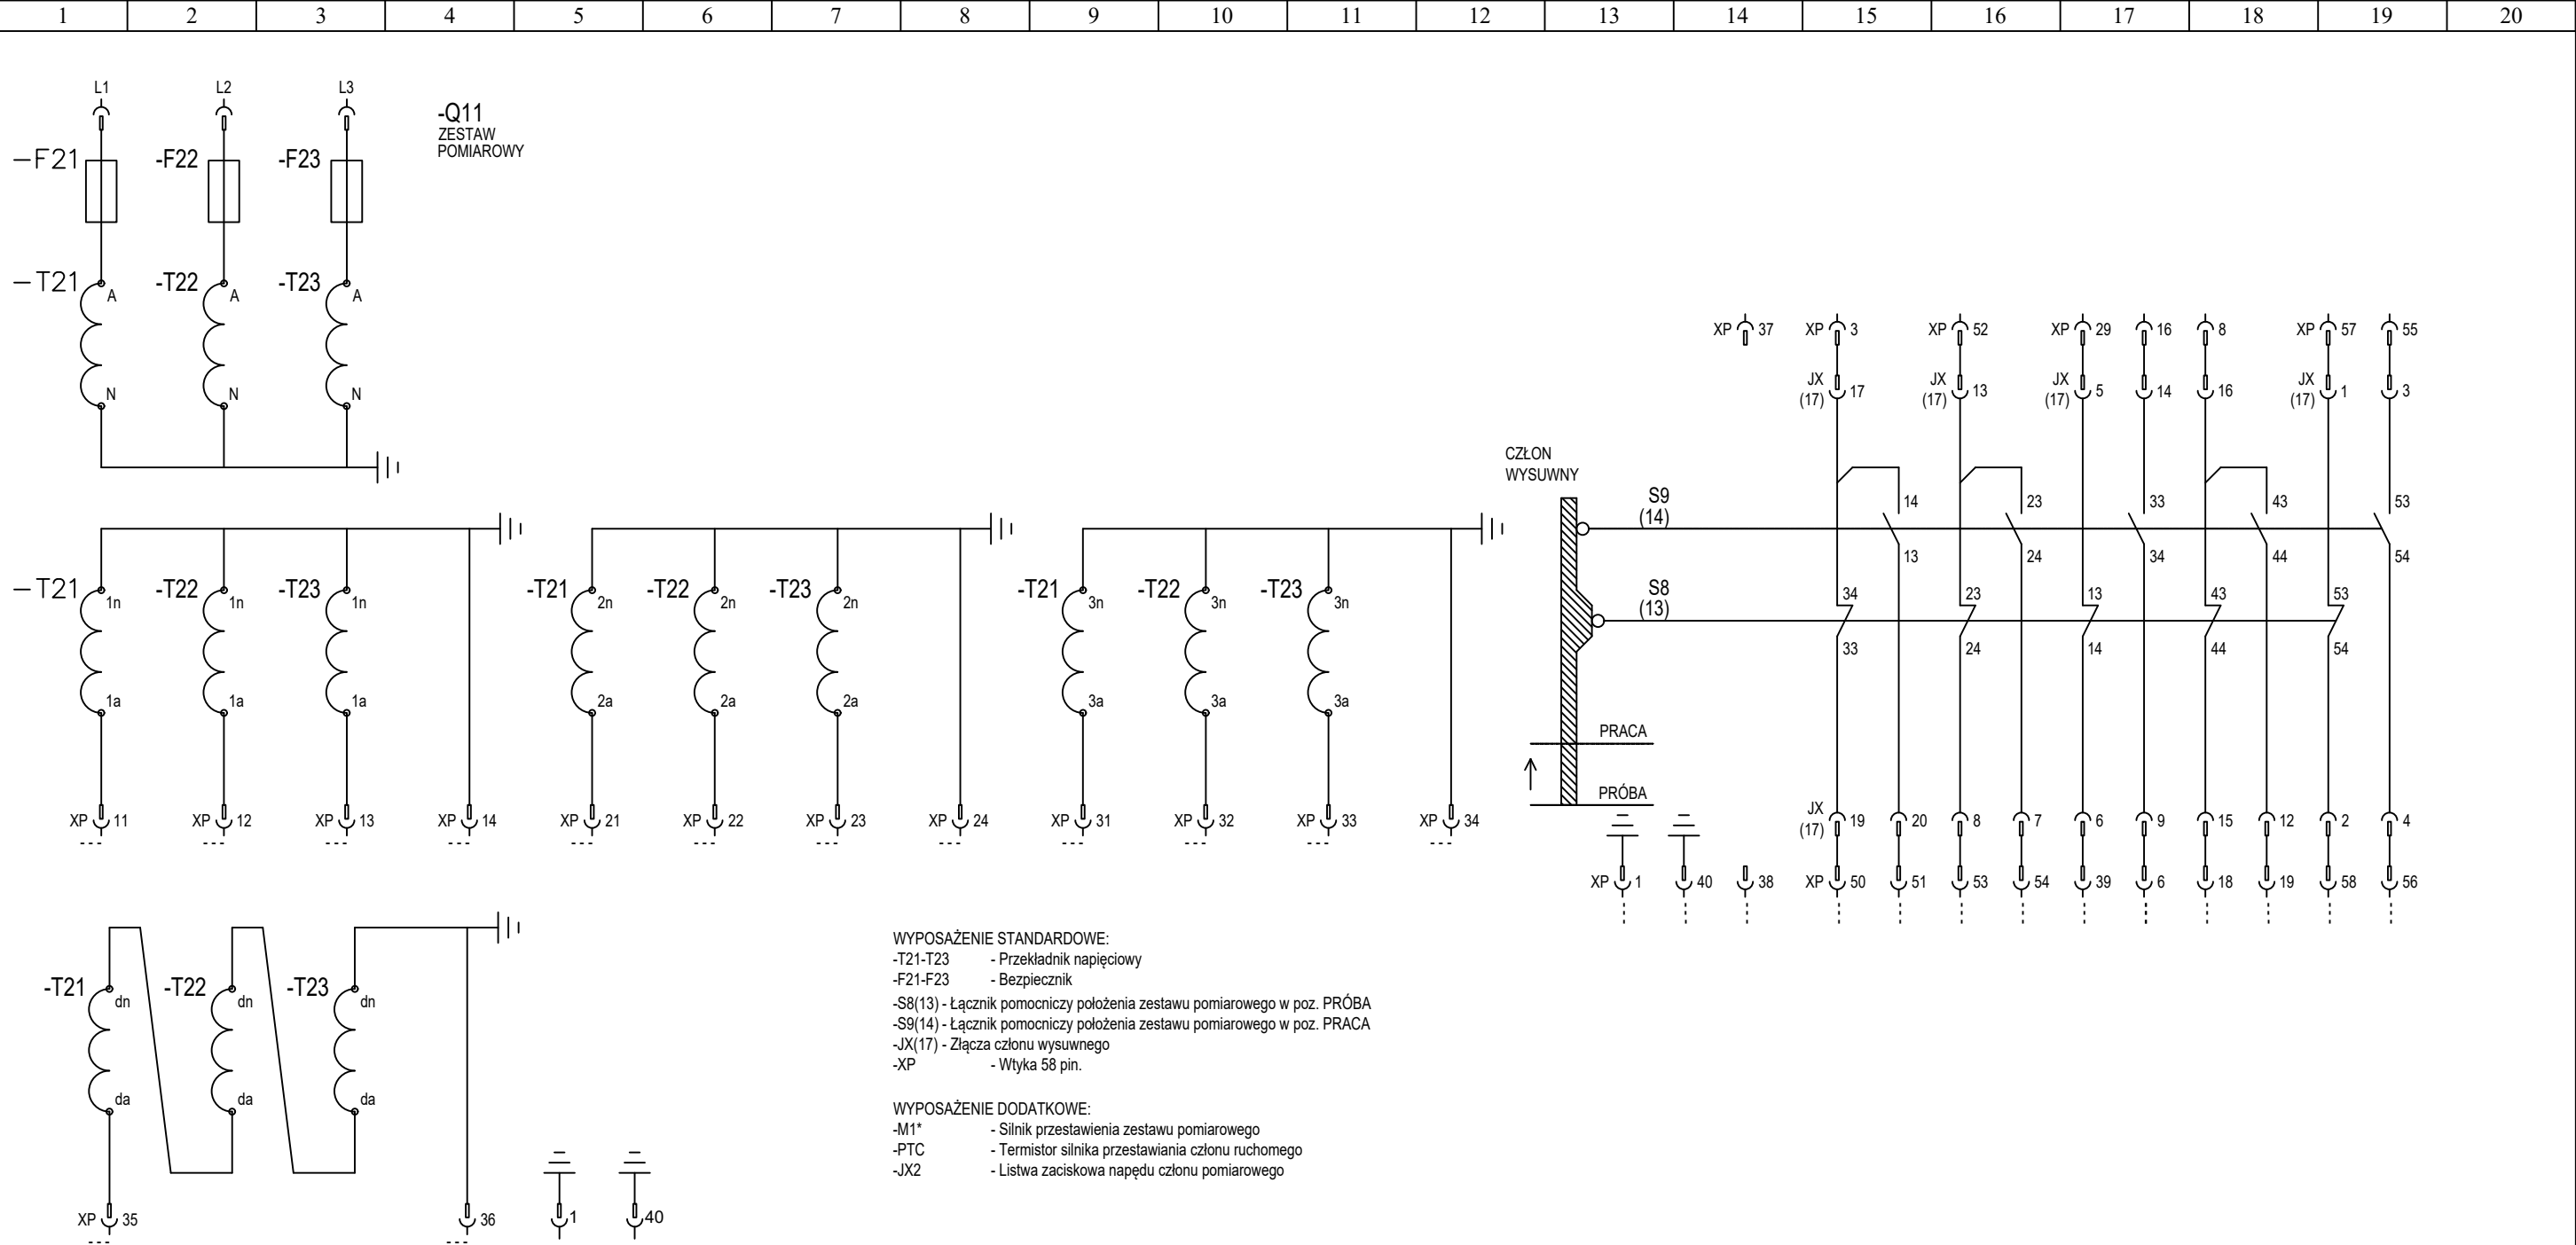 1 2 3 4 5 6 7 8 9 10 11 12 13 14 15 16 17 18 19 20
L1 L2 L3
-Q11
ZESTAW
POMIAROWY
-F21 -F22 -F23
-T21 -T22 -T23
A A A
N N N
XP 37 XP 3 XP 52 XP 29 16 8 XP 57 55
JX JX JX JX
(17) 17 (17) 13 (17) 5 14 16 (17) 1 3
CZŁON
WYSUWNY
S9
(14)
14 23 33 43 53
13 24 34 44 54
S8
(13)
34 23 13 43 53
33 24 14 44 54
-T21 -T22 -T23 -T21 -T22 -T23 -T21 -T22 -T23
1n 1n 1n 2n 2n 2n 3n 3n 3n
1a 1a 1a 2a 2a 2a 3a 3a 3a
PRACA
PRÓBA
XP 11 XP 12 XP 13 XP 14 XP 21 XP 22 XP 23 XP 24 XP 31 XP 32 XP 33 XP 34
JX
(17) 19 20 8 7 6 9 15 12 2 4
XP 1 40 38 XP 50 51 53 54 39 6 18 19 58 56
-T21 -T22 -T23
dn dn dn
da da da
XP 35 36 1 40
WYPOSAŻENIE STANDARDOWE:
-T21-T23 - Przekładnik napięciowy
-F21-F23 - Bezpiecznik
-S8(13) - Łącznik pomocniczy położenia zestawu pomiarowego w poz. PRÓBA
-S9(14) - Łącznik pomocniczy położenia zestawu pomiarowego w poz. PRACA
-JX(17) - Złącza członu wysuwnego
-XP - Wtyka 58 pin.
WYPOSAŻENIE DODATKOWE:
-M1* - Silnik przestawienia zestawu pomiarowego
-PTC - Termistor silnika przestawiania członu ruchomego
-JX2 - Listwa zaciskowa napędu członu pomiarowego